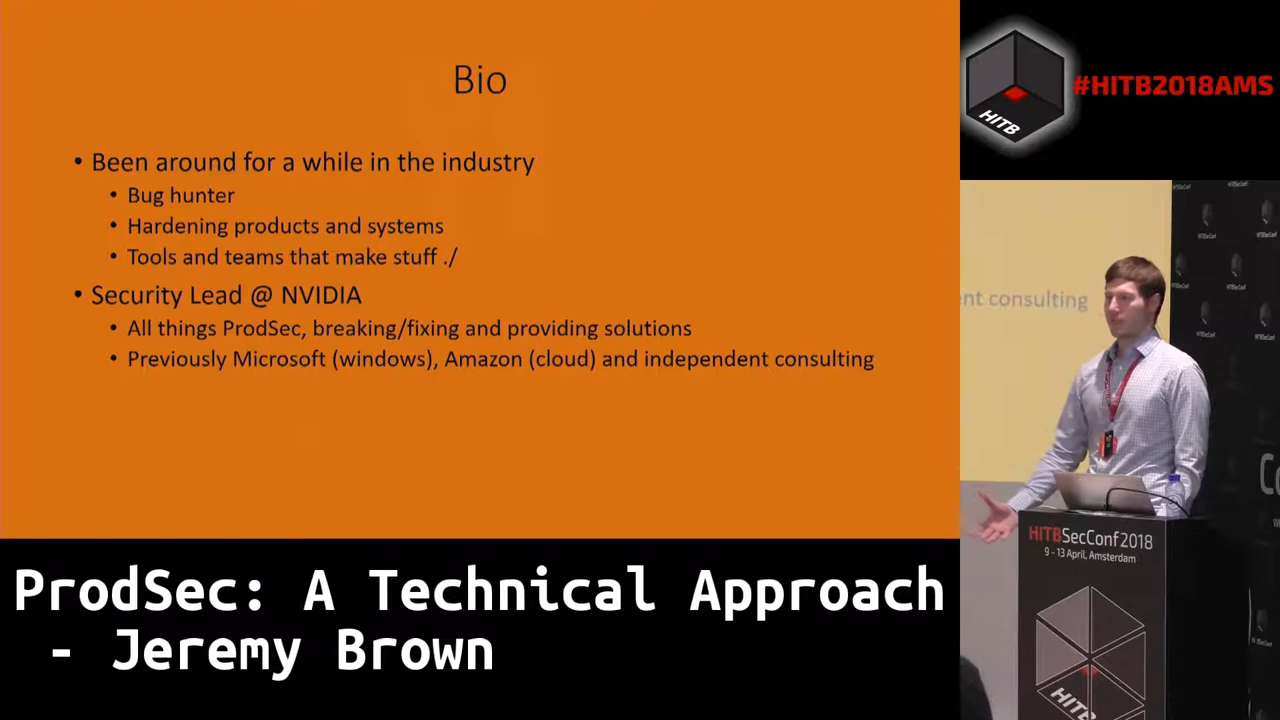 Bio
• Been around for a while in the industry
• Bug hunter
• Hardening products and systems
• Tools and teams that make stuff ./
• Security Lead @ NVIDIA
• All things ProdSec, breaking/fixing and providing solutions
• Previously Microsoft (windows), Amazon (cloud) and independent consulting
HITB
#HITB2018AMS
ent consulting
HITBSecConf2018
9 - 13 April, Amsterdam
HITB
ProdSec: A Technical Approach
- Jeremy Brown